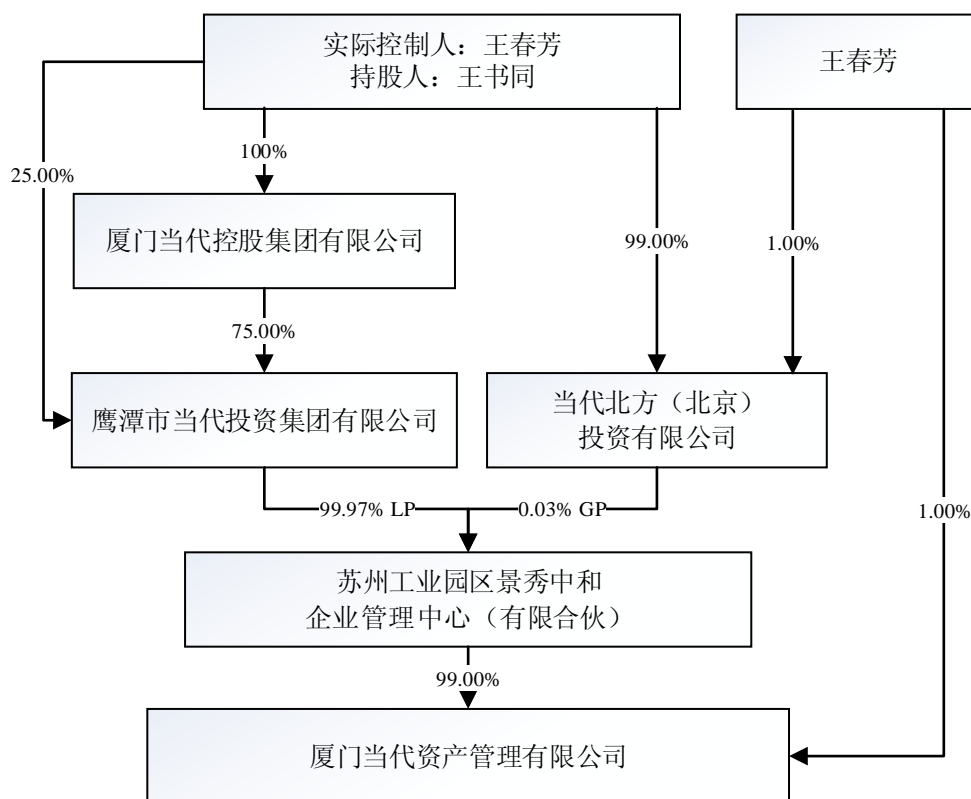 实际控制人：王春芳
持股人：王书同
王春芳
100%
25.00%
厦门当代控股集团有限公司
99.00%
1.00%
75.00%
鹰潭市当代投资集团有限公司
当代北方（北京）
投资有限公司
99.97% LP
0.03% GP
1.00%
苏州工业园区景秀中和
企业管理中心（有限合伙）
99.00%
厦门当代资产管理有限公司